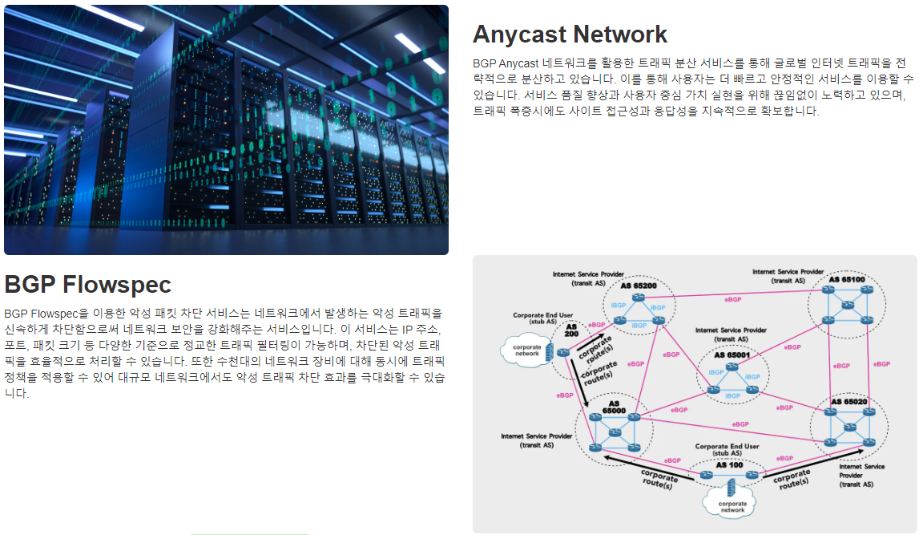 Anycast Network
BGP Anycast 네트워크를 활용한 트래픽 분산 서비스를 통해 글로벌 인터넷 트래픽을 전
략적으로 분산하고 있습니다. 이를 통해 사용자는 더 빠르고 안정적인 서비스를 이용할 수
있습니다. 서비스 품질 향상과 사용자 중심 가치 실현을 위해 끊임없이 노력하고 있으며,
트래픽 폭증시에도 사이트 접근성과 응답성을 지속적으로 확보합니다.
BGP Flowspec
BGP Flowspec을 이용한 악성 패킷 차단 서비스는 네트워크에서 발생하는 악성 트래픽을
신속하게 차단함으로써 네트워크 보안을 강화해주는 서비스입니다. 이 서비스는 IP 주소,
포트, 패킷 크기 등 다양한 기준으로 정교한 트래픽 필터링이 가능하며, 차단된 악성 트래
픽을 효율적으로 처리할 수 있습니다. 또한 수천대의 네트워크 장비에 대해 동시에 트래픽
정책을 적용할 수 있어 대규모 네트워크에서도 악성 트래픽 차단 효과를 극대화할 수 있습
니다.
Internet Service Provider
(transit AS)
AS 65200
iBGP
iBGP
iBGP
Internet Service Provider
(transit AS)
AS 65100
eBGP
Corporate End User
(stub AS)
AS
200
eBGP
corporate
network
corporate
route(s)
corporate
route(s)
Internet Service Provider
(transit AS)
AS 65001
iBGP
iBGP
iBGP
eBGP
eBGP
eBGP
eBGP
eBGP
eBGP
AS
65000
eBGP
eBGP
AS 65020
eBGP
Internet Service Provider
(transit AS)
Corporate End User
(stub AS)
AS 100
eBGP
eBGP
corporate
route(s)
corporate
route(s)
Internet Service
Provider
(transit AS)
corporate
network